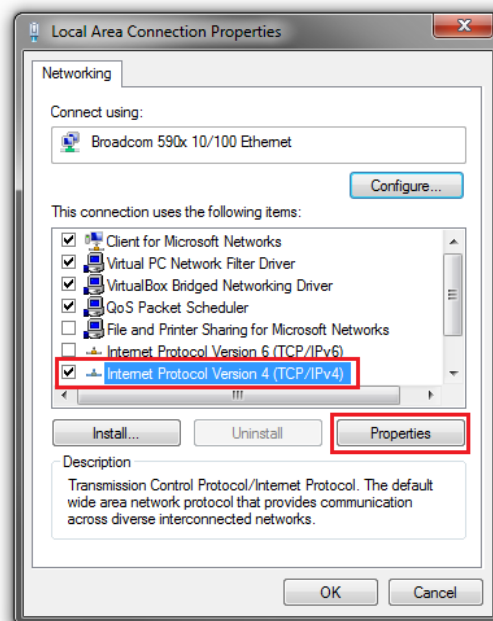 Local Area Connection Properties
Networking
Connect using:
Broadcom 590x 10/100 Ethernet
Configure...
This connection uses the following items:
Client for Microsoft Networks
Virtual PC Network Filter Driver
VirtualBox Bridged Networking Driver
QoS Packet Scheduler
File and Printer Sharing for Microsoft Networks
Internet Protocol Version 6 (TCP/IPv6)
Internet Protocol Version 4 (TCP/IPv4)
Install... Uninstall Properties
Description
Transmission Control Protocol/Internet Protocol. The default
wide area network protocol that provides communication
across diverse interconnected networks.
OK Cancel